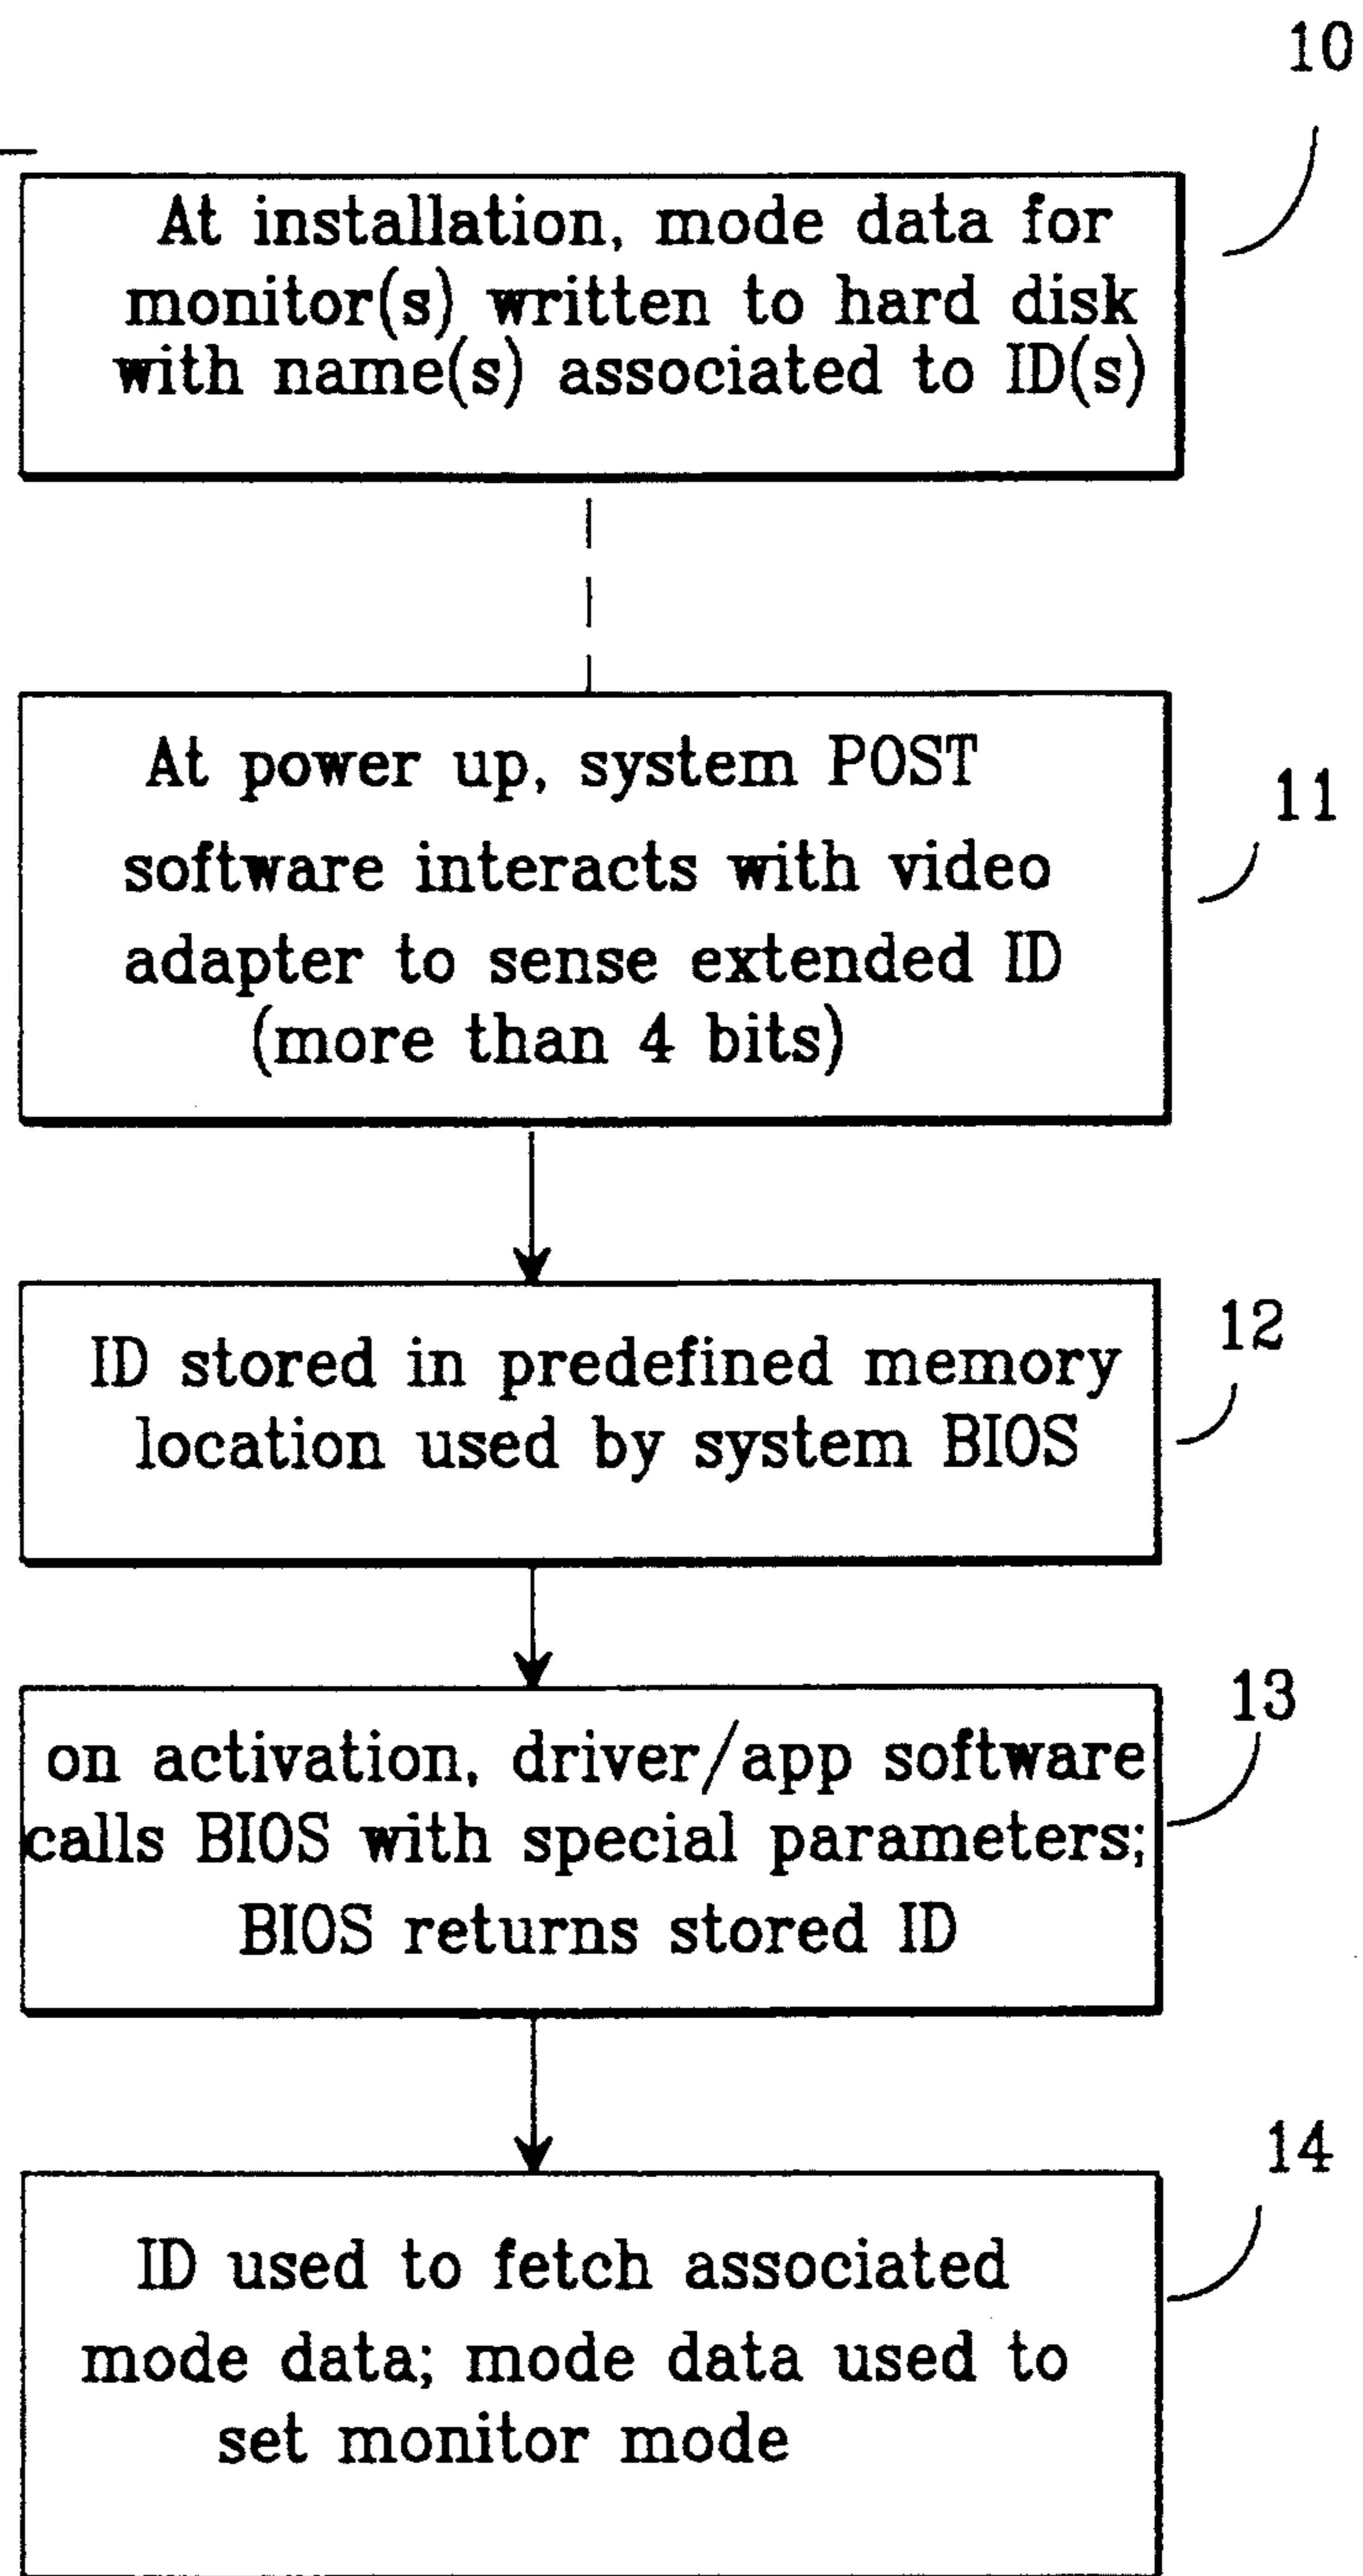 10
At installation, mode data for
monitor(s) written to hard disk
with name(s) associated to ID(s)
At power up, system POST
software interacts with video
adapter to sense extended ID
(more than 4 bits)
11
ID stored in predefined memory
location used by system BIOS
12
on activation, driver/app software
calls BIOS with special parameters;
BIOS returns stored ID
13
ID used to fetch associated
mode data; mode data used to
set monitor mode
14